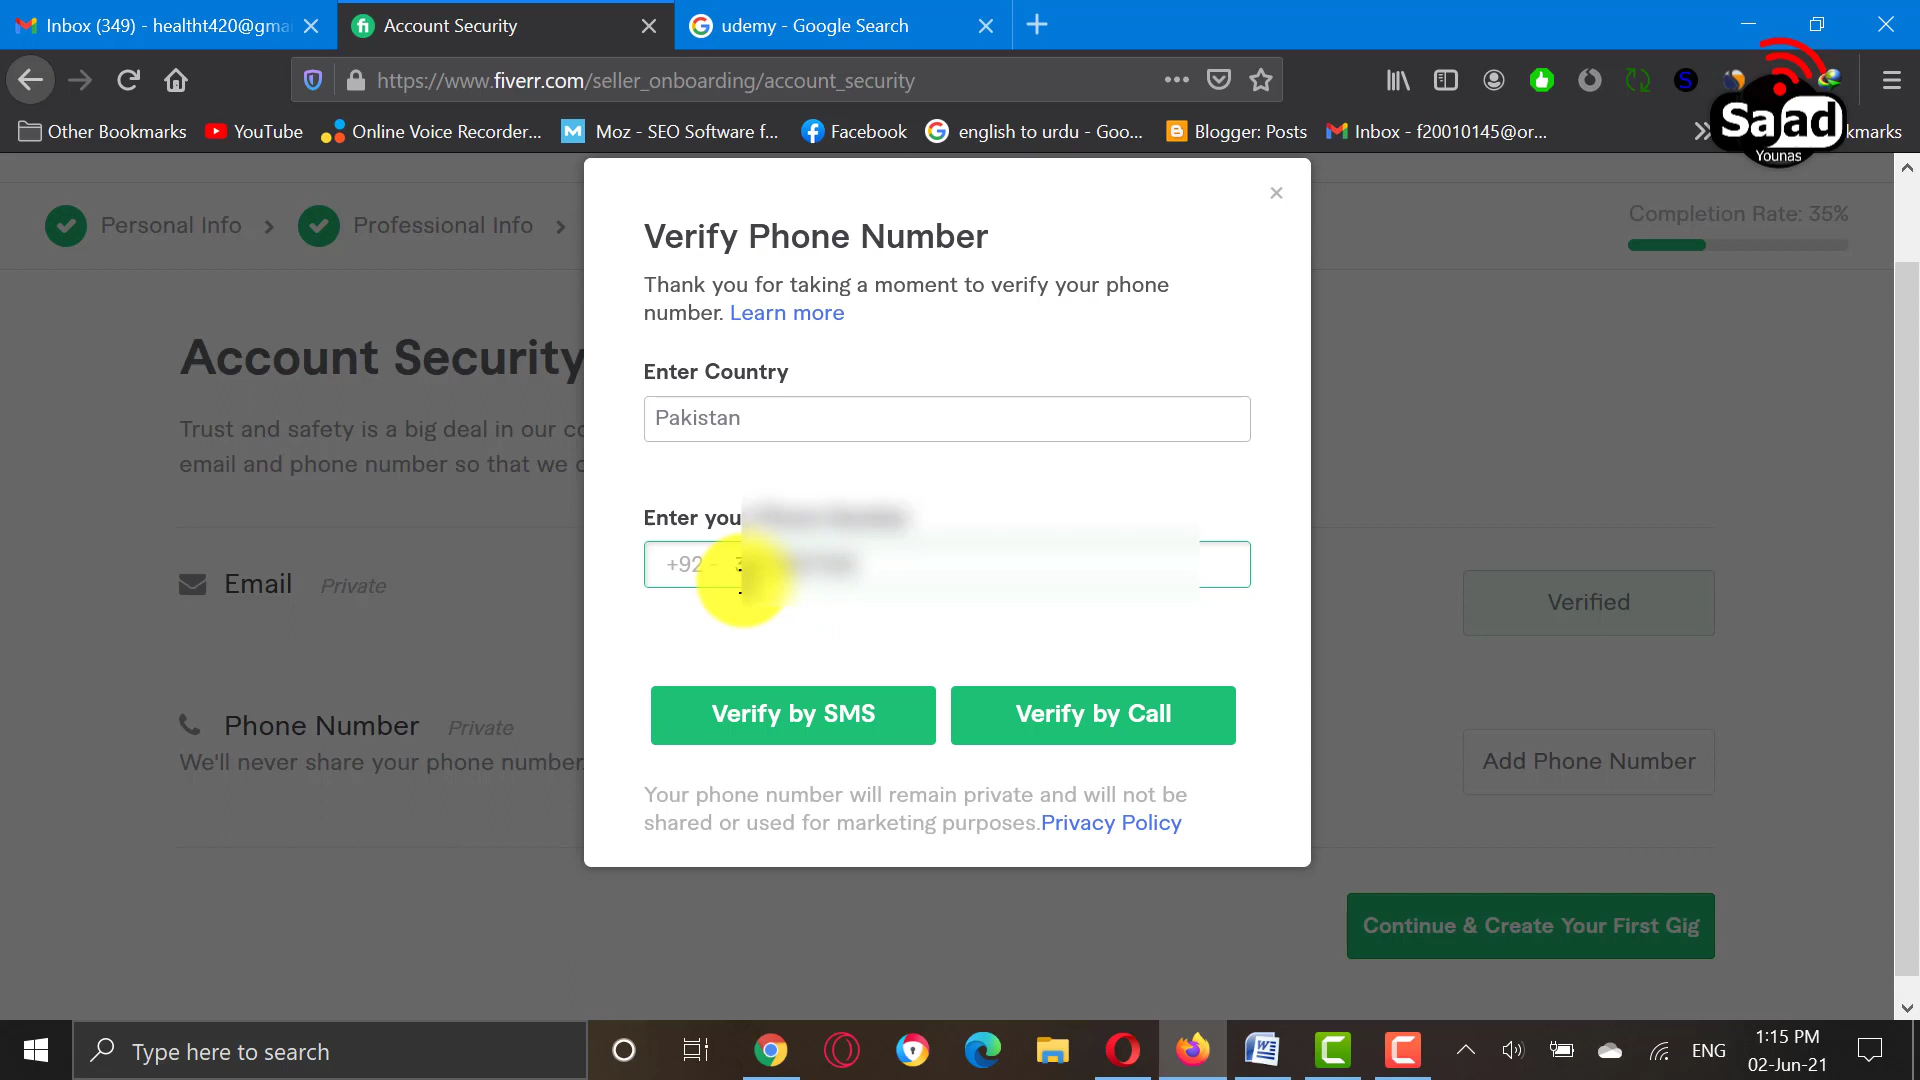 Inbox (349) - healtht420@gma
Account Security
udemy - Google Search
https://www.fiverr.com/seller_onboarding/account_security
Other Bookmarks
YouTube
Online Voice Recorder...
Moz - SEO Software f...
Facebook
english to urdu - Goo...
Blogger: Posts
Inbox - f20010145@or...
kmarks
Saad
Younas
Personal Info
Professional Info
Completion Rate: 35%
Verify Phone Number
Thank you for taking a moment to verify your phone
number. Learn more
Enter Country
Pakistan
Enter you
+92 -
Verify by SMS
Verify by Call
Your phone number will remain private and will not be
shared or used for marketing purposes.Privacy Policy
Account Security
Trust and safety is a big deal in our co
email and phone number so that we c
Email Private
Verified
Phone Number Private
We'll never share your phone number
Add Phone Number
Continue & Create Your First Gig
Type here to search
ENG
1:15 PM
02-Jun-21